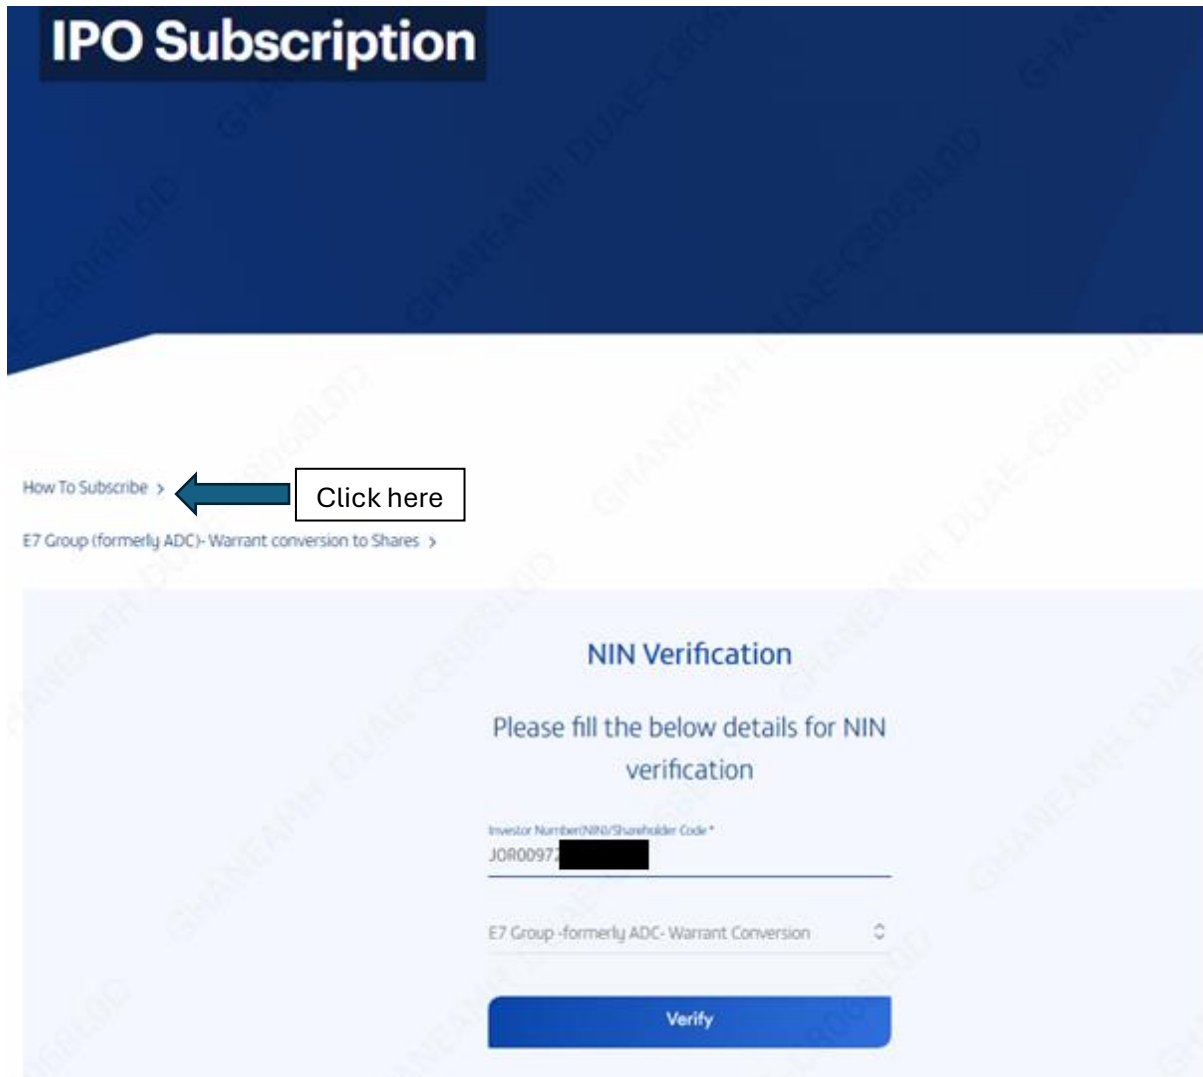 IPO Subscription
How To Subscribe >
Click here
E7 Group (formerly ADC)- Warrant conversion to Shares >
NIN Verification
Please fill the below details for NIN
verification
Investor Number(NIN)/Shareholder Code *
JOR00972
E7 Group -formerly ADC- Warrant Conversion
Verify